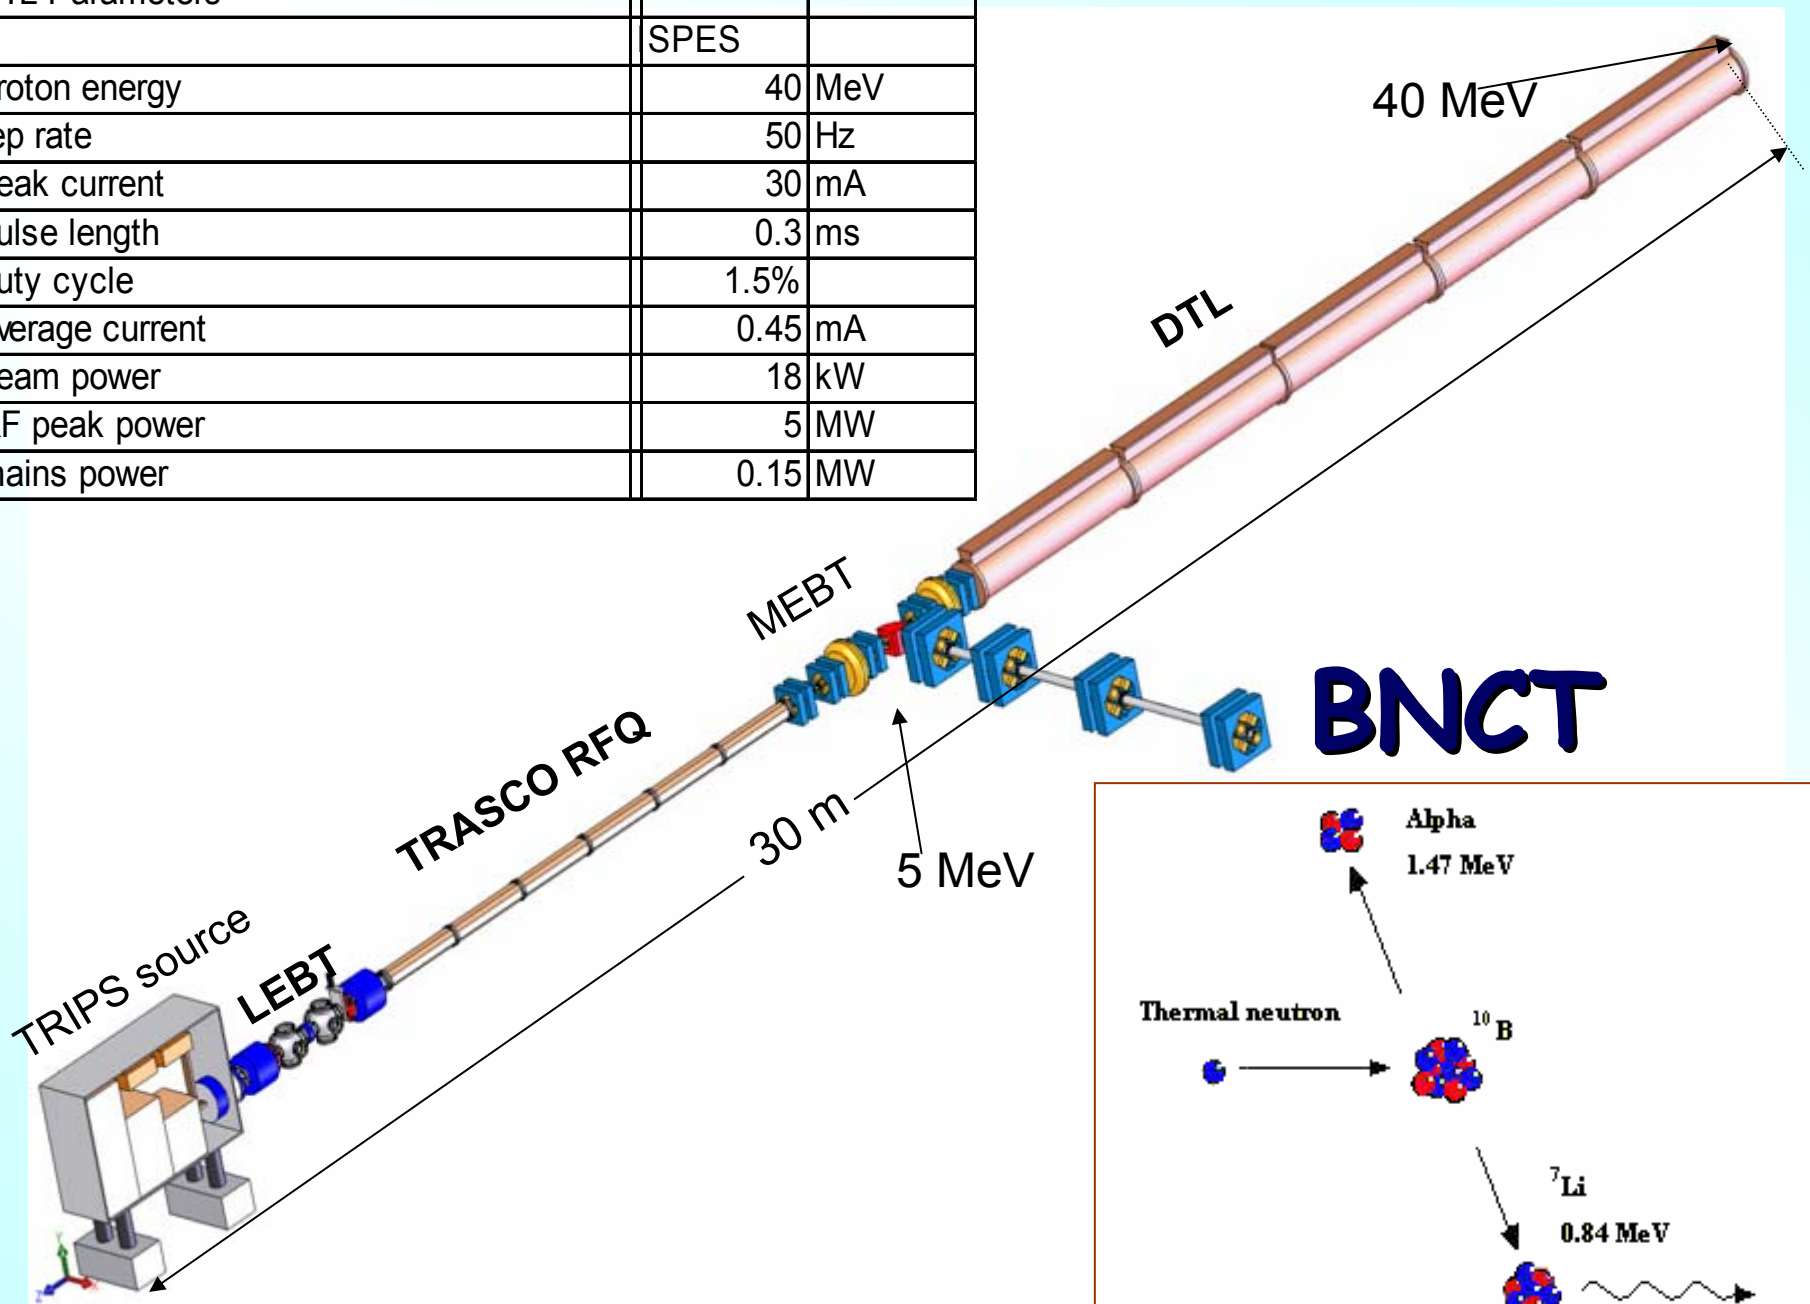 SPES
roton energy 40 MeV
ep rate 50 Hz
eak current 30 mA
ulse length 0.3 ms
uty cycle 1.5%
verage current 0.45 mA
eam power 18 kW
F peak power 5 MW
ains power 0.15 MW
40 MeV
DTL
MEBT
BNCT
TRASCO RFQ
30 m
5 MeV
TRIPS source
LEBT
Alpha
1.47 MeV
Thermal neutron
¹⁰B
⁷Li
0.84 MeV